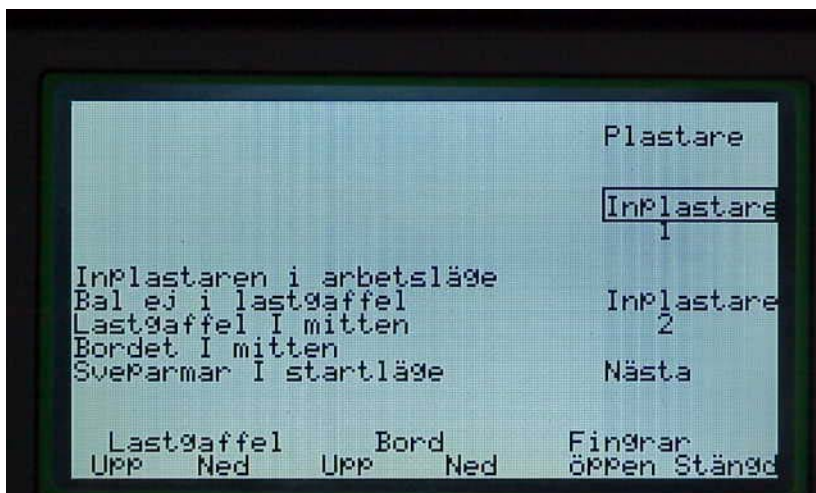 Plastare
Inplastare
1
Inplastaren i arbetsläge
Bal ej i lastgaffel
Lastgaffel I mitten
Bordet I mitten
Sveparmar I startläge
Inplastare
2
Nästa
Lastgaffel Bord Fingrar
Upp Ned Upp Ned öppen Stängd